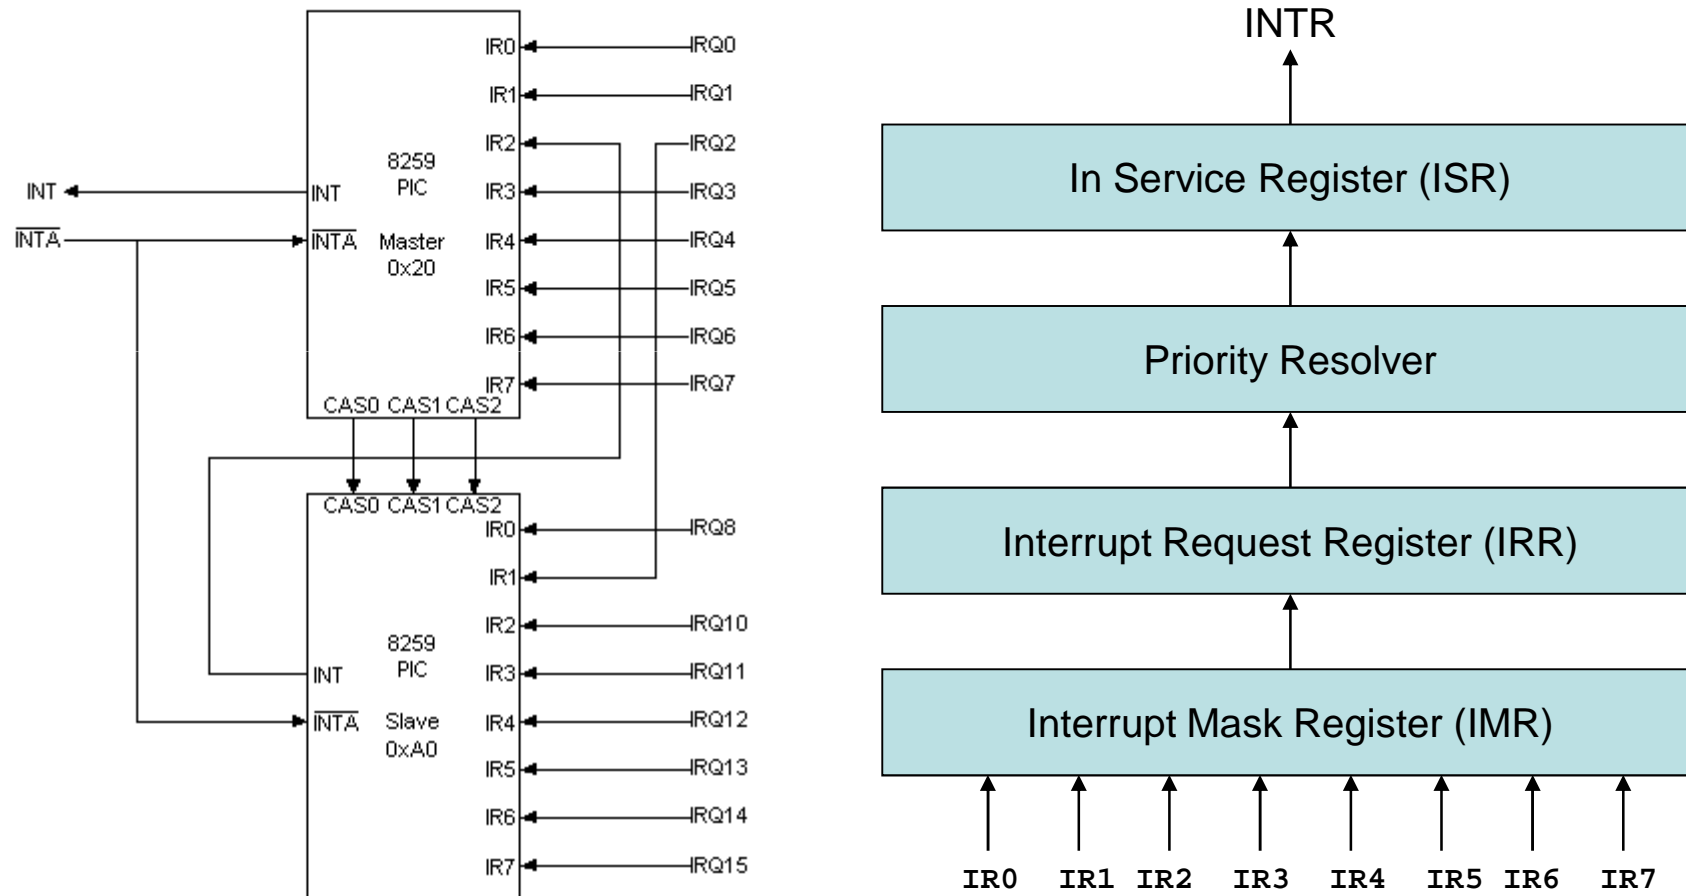 IR0
IRQ0
IR1
IRQ1
IR2
IRQ2
8259
PIC
IR3
IRQ3
INT
INT
INTA
INTA
Master
0x20
IR4
IRQ4
IR5
IRQ5
IR6
IRQ6
IR7
IRQ7
CAS0 CAS1 CAS2
CAS0 CAS1 CAS2
IR0
IRQ8
IR1
IR2
IRQ10
8259
PIC
IR3
IRQ11
INT
INTA
Slave
0xA0
IR4
IRQ12
IR5
IRQ13
IR6
IRQ14
IR7
IRQ15
INTR
In Service Register (ISR)
Priority Resolver
Interrupt Request Register (IRR)
Interrupt Mask Register (IMR)
IR0 IR1 IR2 IR3 IR4 IR5 IR6 IR7